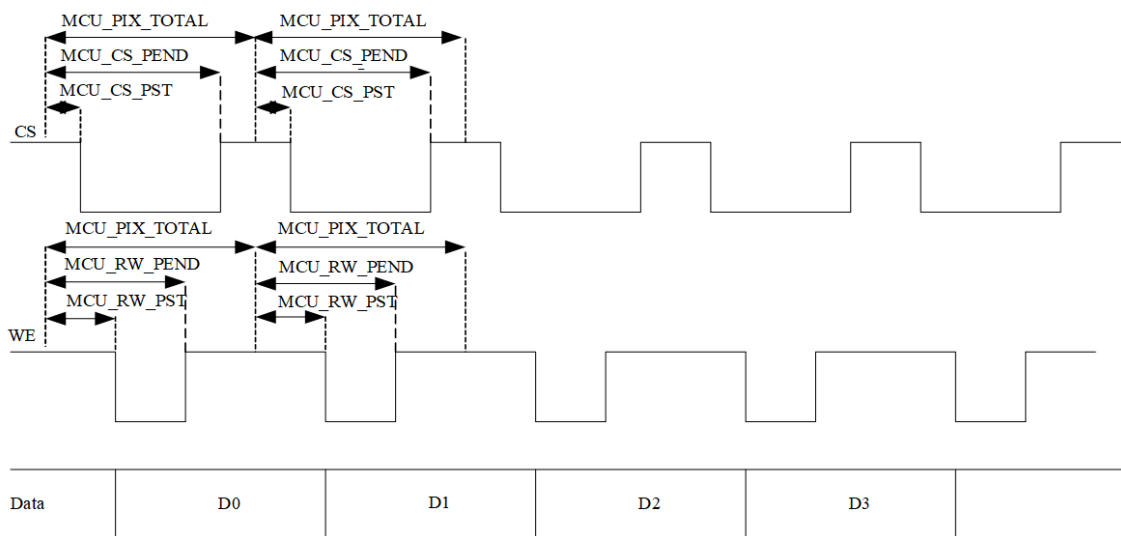 MCU_PIX_TOTAL MCU_PIX_TOTAL
MCU_CS_PEND MCU_CS_PEND
MCU_CS_PST MCU_CS_PST
CS
MCU_PIX_TOTAL MCU_PIX_TOTAL
MCU_RW_PEND MCU_RW_PEND
MCU_RW_PST MCU_RW_PST
WE
Data D0 D1 D2 D3